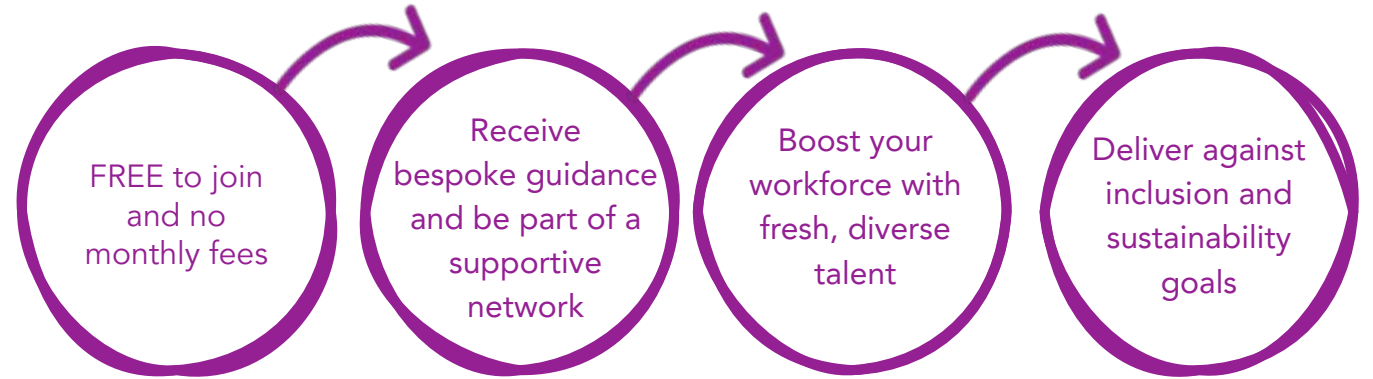 FREE to join
and no
monthly fees
Receive
bespoke guidance
and be part of a
supportive
network
Boost your
workforce with
fresh, diverse
talent
Deliver against
inclusion and
sustainability
goals